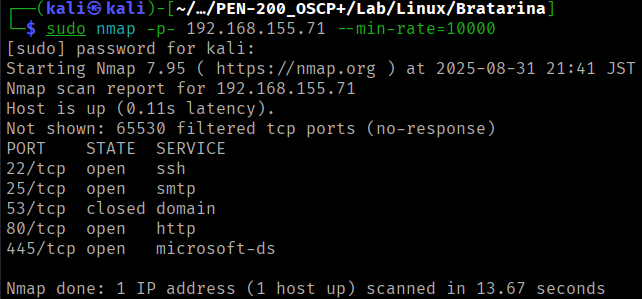 ┌──(kali㉿kali)-[~/…/PEN-200_OSCP+/Lab/Linux/Bratarina]
└─$ sudo nmap -p- 192.168.155.71 --min-rate=10000
[sudo] password for kali:
Starting Nmap 7.95 ( https://nmap.org ) at 2025-08-31 21:41 JST
Nmap scan report for 192.168.155.71
Host is up (0.11s latency).
Not shown: 65530 filtered tcp ports (no-response)
PORT    STATE  SERVICE
22/tcp  open   ssh
25/tcp  open   smtp
53/tcp  closed domain
80/tcp  open   http
445/tcp open   microsoft-ds
Nmap done: 1 IP address (1 host up) scanned in 13.67 seconds